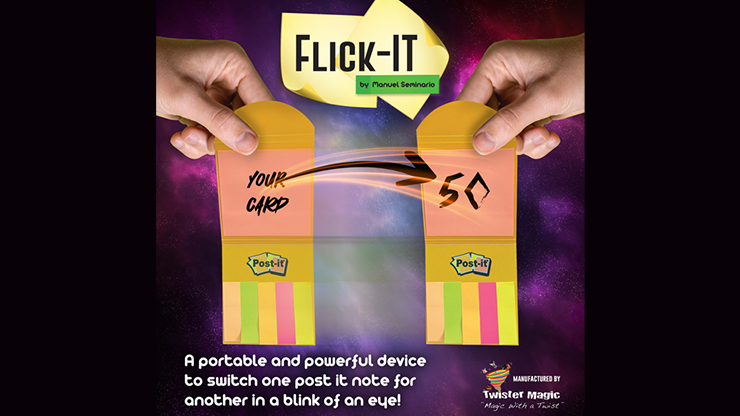 FLICK-IT
by Manuel Seminario
YOUR
CARD
5◇
Post-it
Post-it
A portable and powerful device
to switch one post it note for
another in a blink of an eye!
MANUFACTURED BY
Twister Magic
"Magic With a Twist"